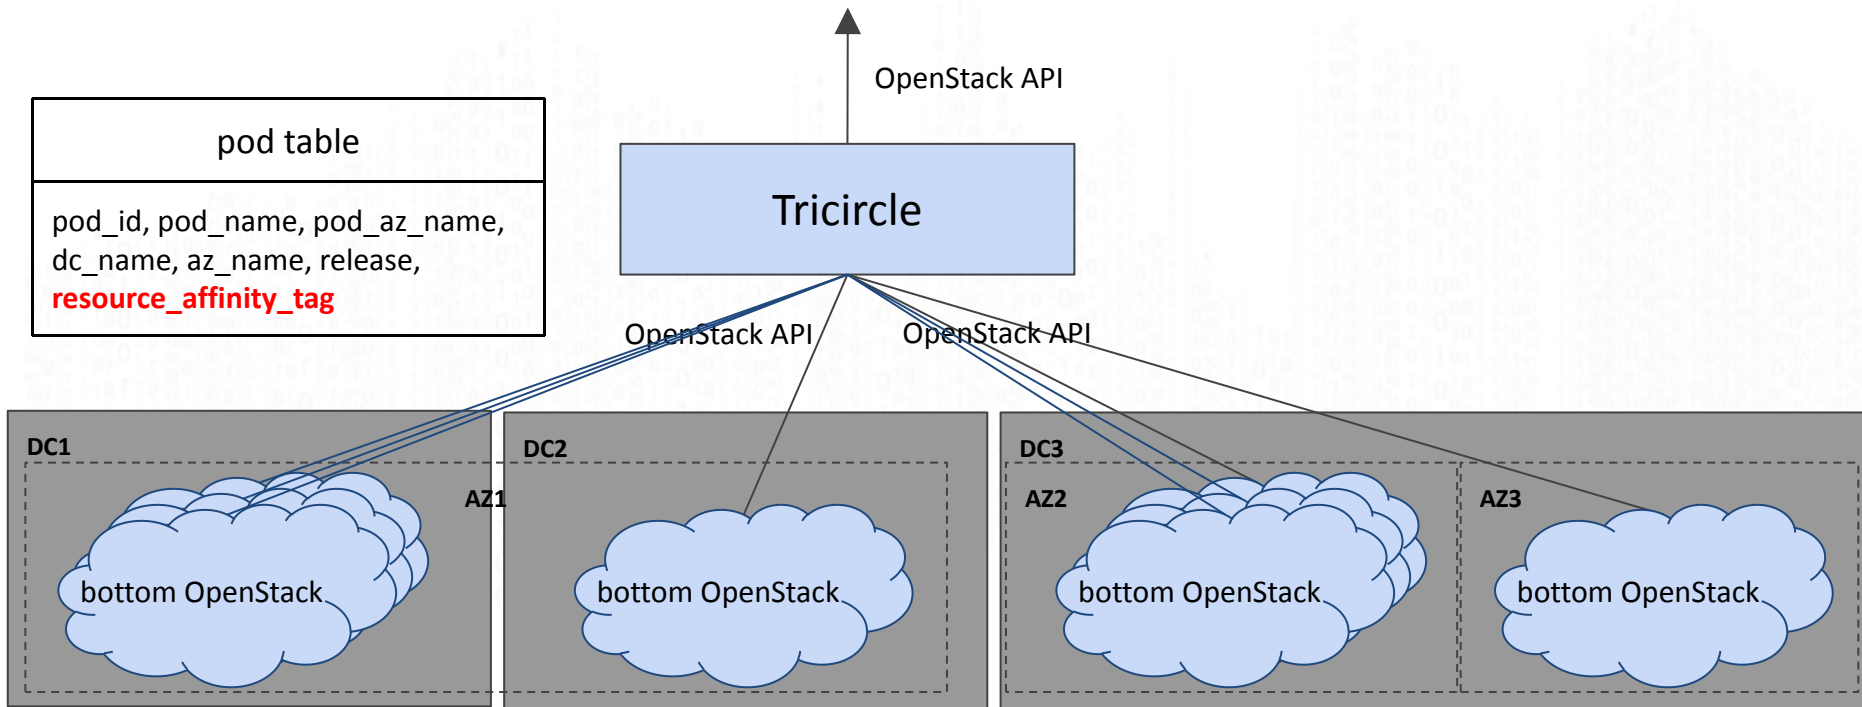 OpenStack API
pod table
pod_id, pod_name, pod_az_name,
dc_name, az_name, release,
resource_affinity_tag
Tricircle
OpenStack API
OpenStack API
DC1
DC2
DC3
AZ1
AZ2
AZ3
bottom OpenStack
bottom OpenStack
bottom OpenStack
bottom OpenStack